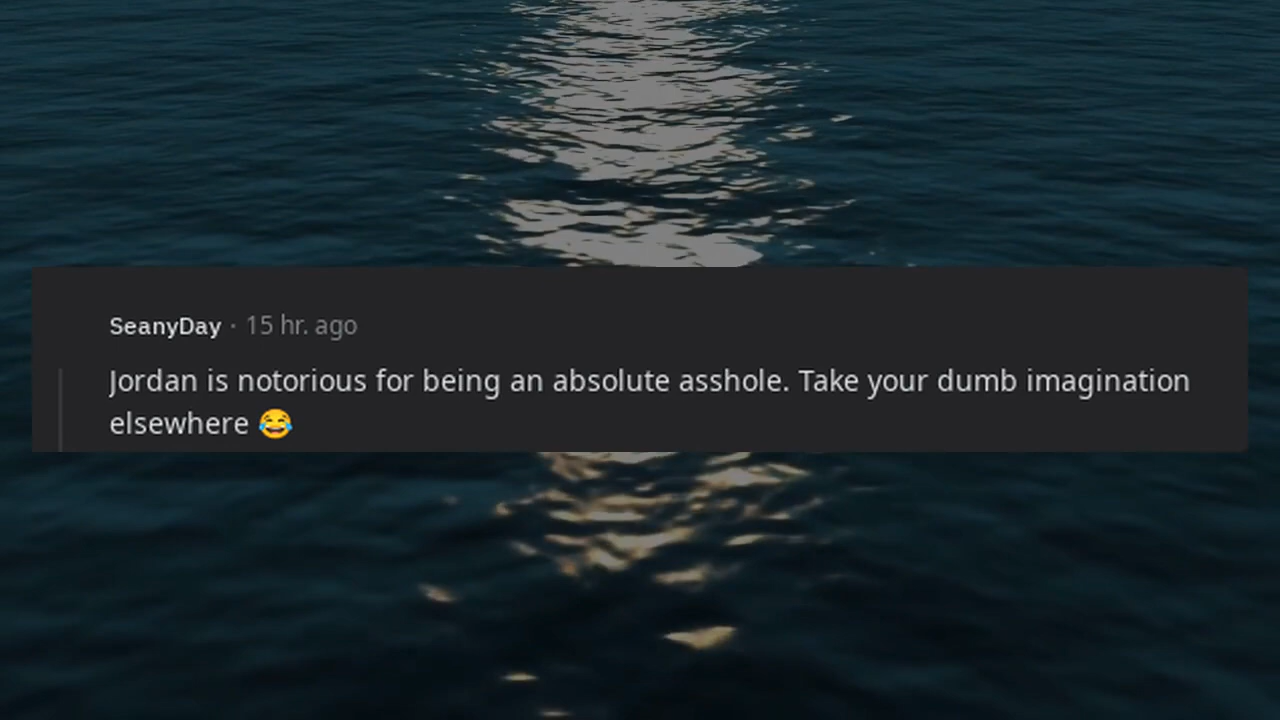 SeanyDay · 15 hr. ago
Jordan is notorious for being an absolute asshole. Take your dumb imagination
elsewhere 😂